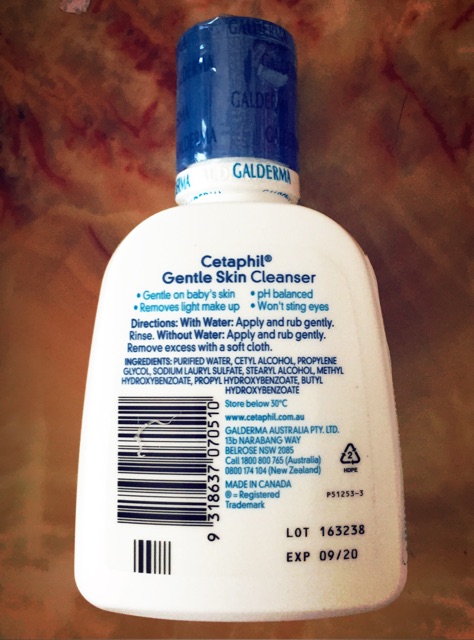 GALDERMA
GALDERMA
GALDERMA
Cetaphil®
Gentle Skin Cleanser
• Gentle on baby's skin • pH balanced
• Removes light make up • Won't sting eyes
Directions: With Water: Apply and rub gently.
Rinse. Without Water: Apply and rub gently.
Remove excess with a soft cloth.
INGREDIENTS: PURIFIED WATER, CETYL ALCOHOL, PROPYLENE
GLYCOL, SODIUM LAURYL SULFATE, STEARYL ALCOHOL, METHYL
HYDROXYBENZOATE, PROPYL HYDROXYBENZOATE, BUTYL
HYDROXYBENZOATE
Store below 30°C
www.cetaphil.com.au
GALDERMA AUSTRALIA PTY. LTD.
13b NARABANG WAY
BELROSE NSW 2085
Call 1800 800 765 (Australia)
0800 174 104 (New Zealand)
MADE IN CANADA
® = Registered
Trademark
9 318637 070510
2
HDPE
P51253-3
LOT 163238
EXP 09/20